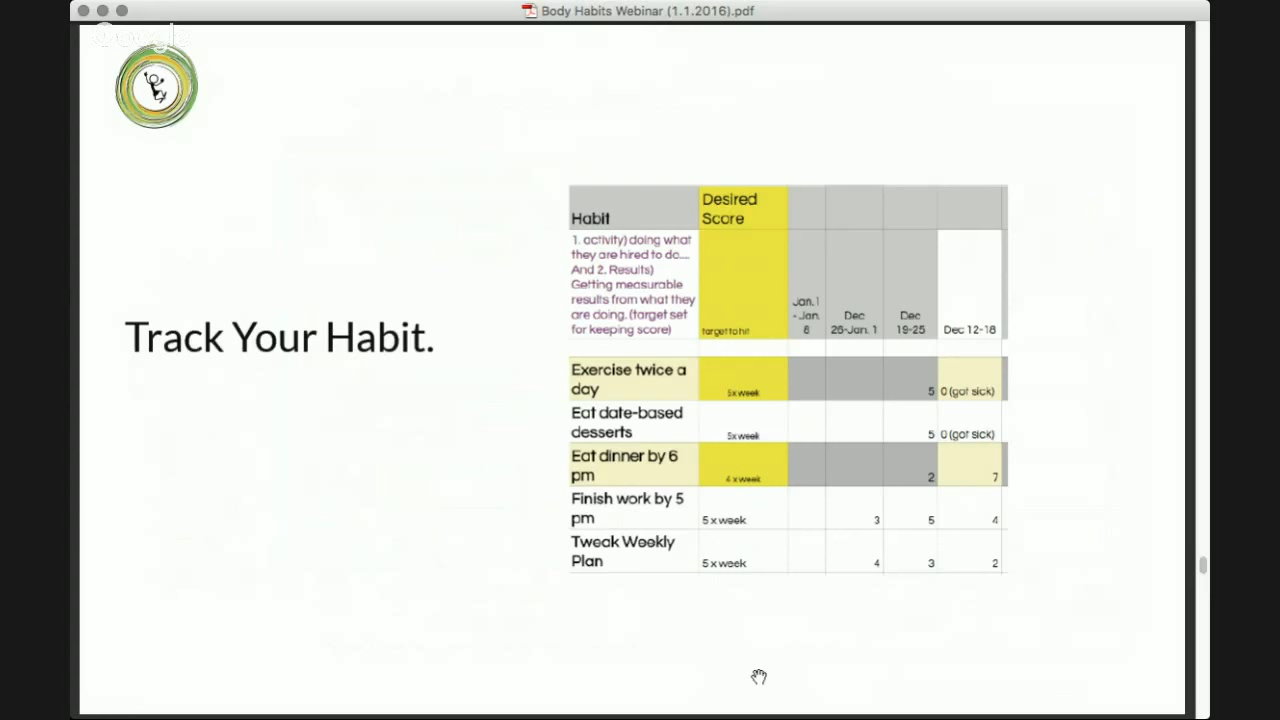 Body Habits Webinar (1.1.2016).pdf
Google
Track Your Habit.
Habit
Desired
Score
1. activity) doing what
they are hired to do....
And 2. Results)
Getting measurable
results from what they
are doing. (target set
for keeping score)
target to hit
Jan. 1
- Jan.
8
Dec
26-Jan. 1
Dec
19-25
Dec 12-18
Exercise twice a
day
5x week
5
0 (got sick)
Eat date-based
desserts
5x week
5
0 (got sick)
Eat dinner by 6
pm
4 x week
2
7
Finish work by 5
pm
5 x week
3
5
4
Tweak Weekly
Plan
5 x week
4
3
2